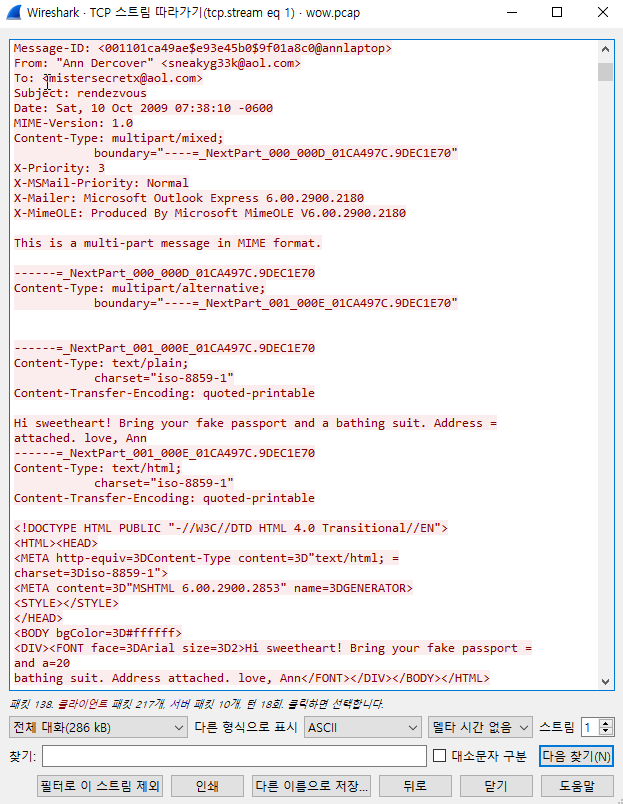 Wireshark · TCP 스트림 따라가기(tcp.stream eq 1) · wow.pcap
Message-ID: <001101ca49ae$e93e45b0$9f01a8c0@annlaptop>
From: "Ann Dercover" <sneakyg33k@aol.com>
To: <mistersecretx@aol.com>
Subject: rendezvous
Date: Sat, 10 Oct 2009 07:38:10 -0600
MIME-Version: 1.0
Content-Type: multipart/mixed;
boundary="----=_NextPart_000_000D_01CA497C.9DEC1E70"
X-Priority: 3
X-MSMail-Priority: Normal
X-Mailer: Microsoft Outlook Express 6.00.2900.2180
X-MimeOLE: Produced By Microsoft MimeOLE V6.00.2900.2180
This is a multi-part message in MIME format.
------=_NextPart_000_000D_01CA497C.9DEC1E70
Content-Type: multipart/alternative;
boundary="----=_NextPart_001_000E_01CA497C.9DEC1E70"
------=_NextPart_001_000E_01CA497C.9DEC1E70
Content-Type: text/plain;
charset="iso-8859-1"
Content-Transfer-Encoding: quoted-printable
Hi sweetheart! Bring your fake passport and a bathing suit. Address =
attached. love, Ann
------=_NextPart_001_000E_01CA497C.9DEC1E70
Content-Type: text/html;
charset="iso-8859-1"
Content-Transfer-Encoding: quoted-printable
<!DOCTYPE HTML PUBLIC "-//W3C//DTD HTML 4.0 Transitional//EN">
<HTML><HEAD>
<META http-equiv=3DContent-Type content=3D"text/html; =
charset=3Diso-8859-1">
<META content=3D"MSHTML 6.00.2900.2853" name=3DGENERATOR>
<STYLE></STYLE>
</HEAD>
<BODY bgColor=3D#ffffff>
<DIV><FONT face=3DArial size=3D2>Hi sweetheart! Bring your fake passport =
and a=20
bathing suit. Address attached. love, Ann</FONT></DIV></BODY></HTML>
패킷 138. 클라이언트 패킷 217개, 서버 패킷 10개, 턴 18회. 클릭하면 선택합니다.
전체 대화(286 kB) 다른 형식으로 표시 ASCII 델타 시간 없음 스트림 1
찾기: 대소문자 구분 다음 찾기(N)
필터로 이 스트림 제외 인쇄 다른 이름으로 저장... 뒤로 닫기 도움말